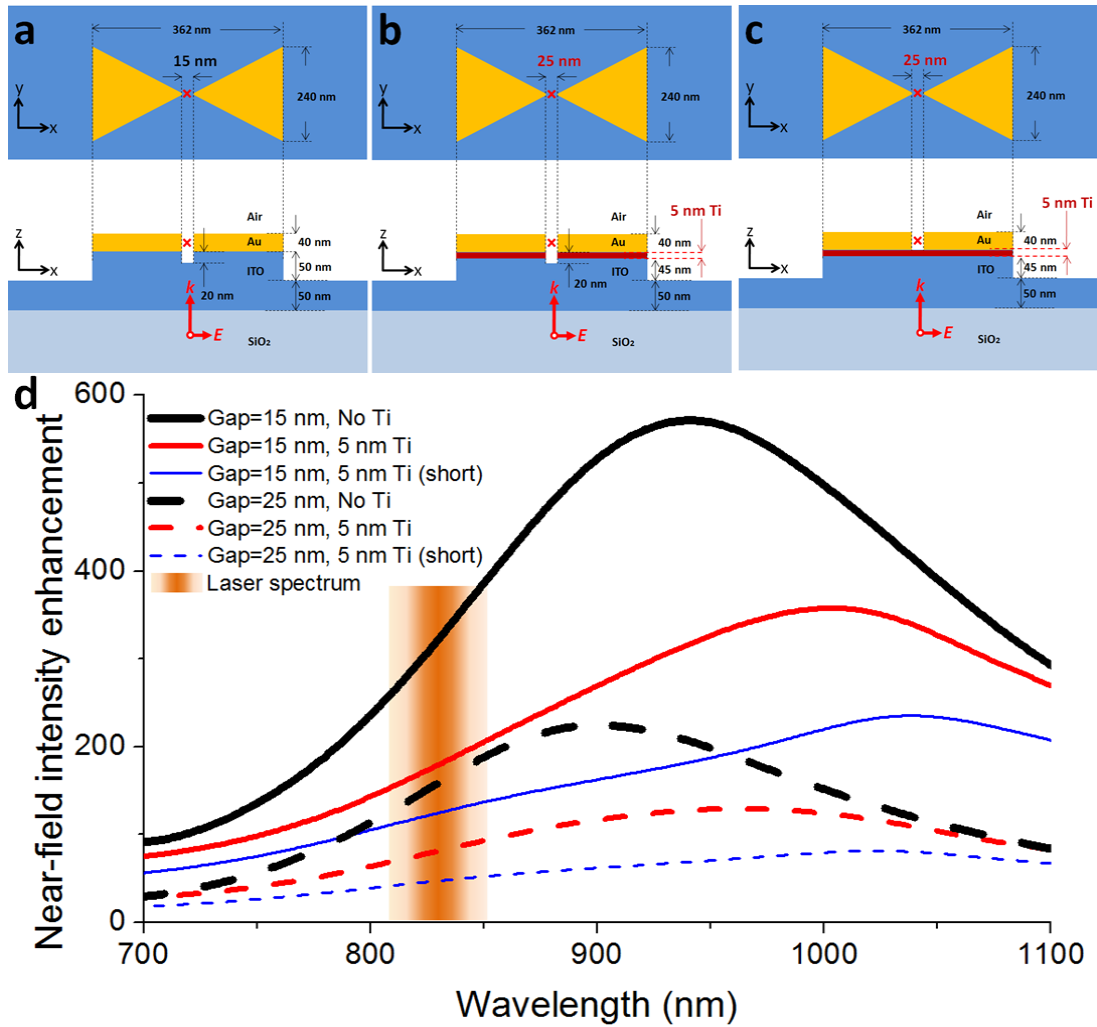 a
362 nm
15 nm
240 nm
y
x
Air
Au
40 nm
50 nm
ITO
20 nm
50 nm
z
x
k
E
SiO₂
b
362 nm
25 nm
240 nm
y
x
Air
5 nm Ti
Au
40 nm
ITO
45 nm
20 nm
50 nm
z
x
k
E
SiO₂
c
362 nm
25 nm
240 nm
y
x
Air
5 nm Ti
Au
40 nm
ITO
45 nm
50 nm
z
x
k
E
SiO₂
d
Near-field intensity enhancement
600
400
200
0
Gap=15 nm, No Ti
Gap=15 nm, 5 nm Ti
Gap=15 nm, 5 nm Ti (short)
Gap=25 nm, No Ti
Gap=25 nm, 5 nm Ti
Gap=25 nm, 5 nm Ti (short)
Laser spectrum
700 800 900 1000 1100
Wavelength (nm)